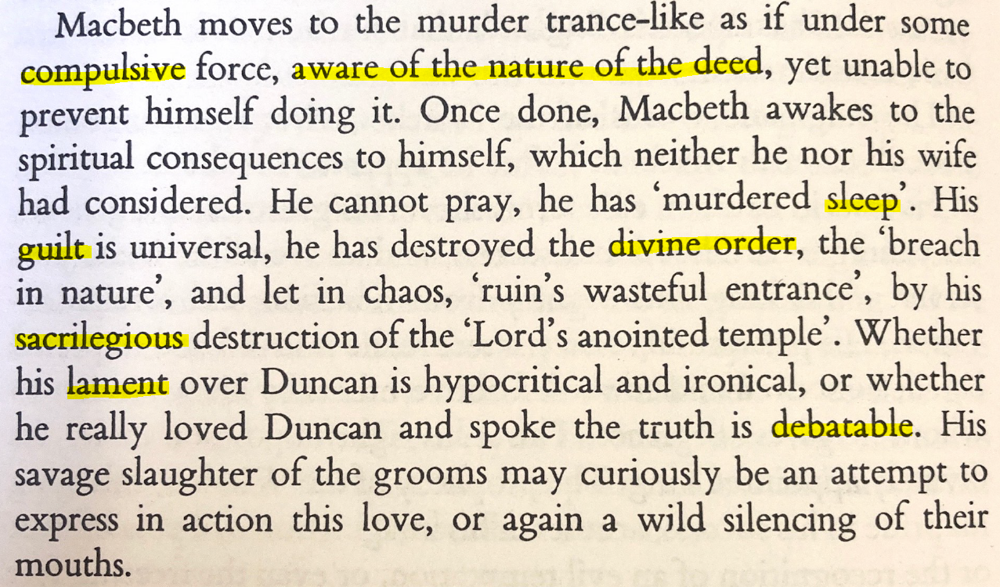 Macbeth moves to the murder trance-like as if under some
compulsive force, aware of the nature of the deed, yet unable to
prevent himself doing it. Once done, Macbeth awakes to the
spiritual consequences to himself, which neither he nor his wife
had considered. He cannot pray, he has ‘murdered sleep’. His
guilt is universal, he has destroyed the divine order, the ‘breach
in nature’, and let in chaos, ‘ruin’s wasteful entrance’, by his
sacrilegious destruction of the ‘Lord’s anointed temple’. Whether
his lament over Duncan is hypocritical and ironical, or whether
he really loved Duncan and spoke the truth is debatable. His
savage slaughter of the grooms may curiously be an attempt to
express in action this love, or again a wild silencing of their
mouths.